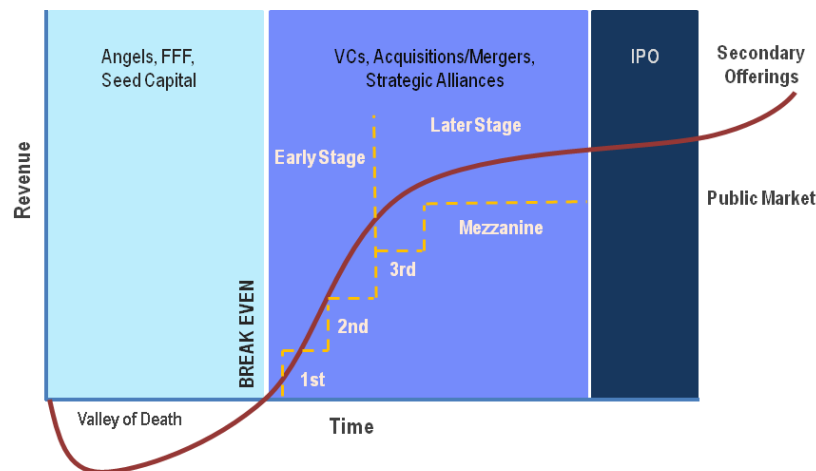 Angels, FFF,
Seed Capital
VCs, Acquisitions/Mergers,
Strategic Alliances
IPO
Secondary
Offerings
Early Stage
Later Stage
Revenue
Public Market
Mezzanine
3rd
2nd
1st
BREAK EVEN
Valley of Death
Time